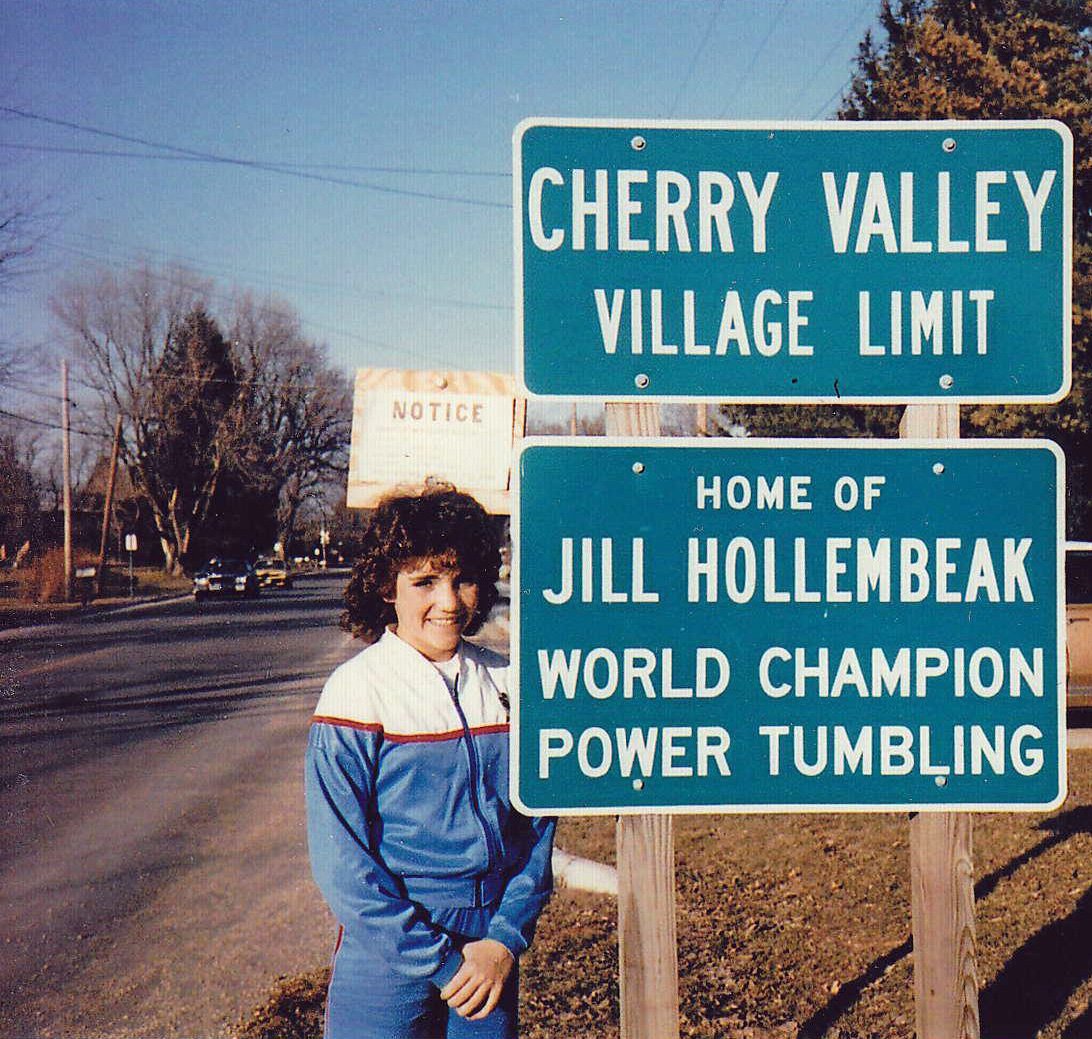 CHERRY VALLEY
VILLAGE LIMIT
NOTICE
HOME OF
JILL HOLLEMBEAK
WORLD CHAMPION
POWER TUMBLING